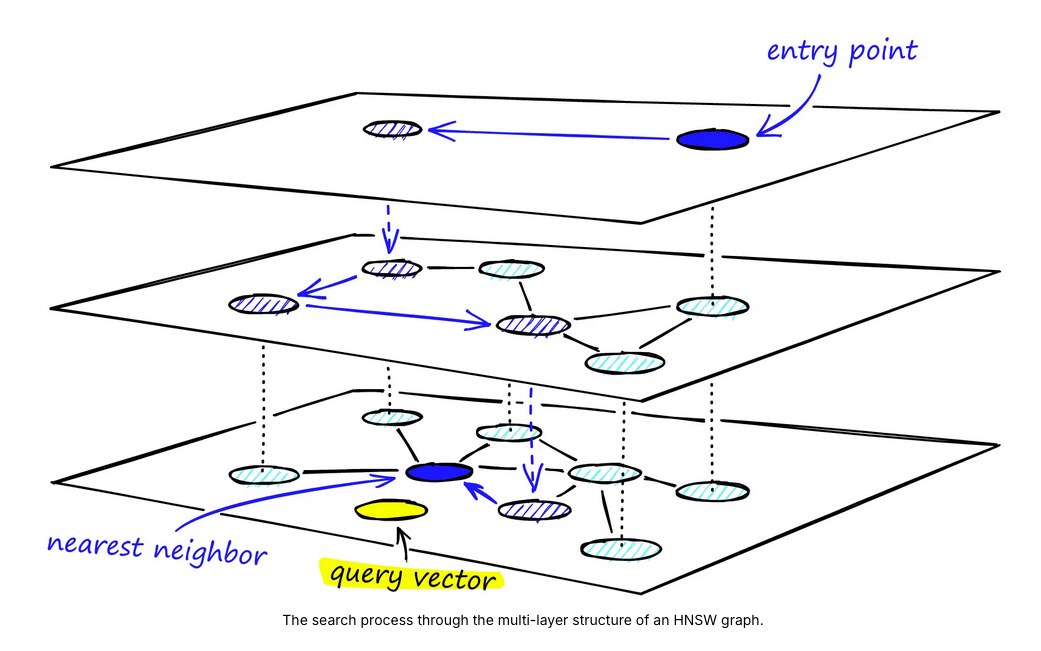 entry point
nearest neighbor
query vector
The search process through the multi-layer structure of an HNSW graph.